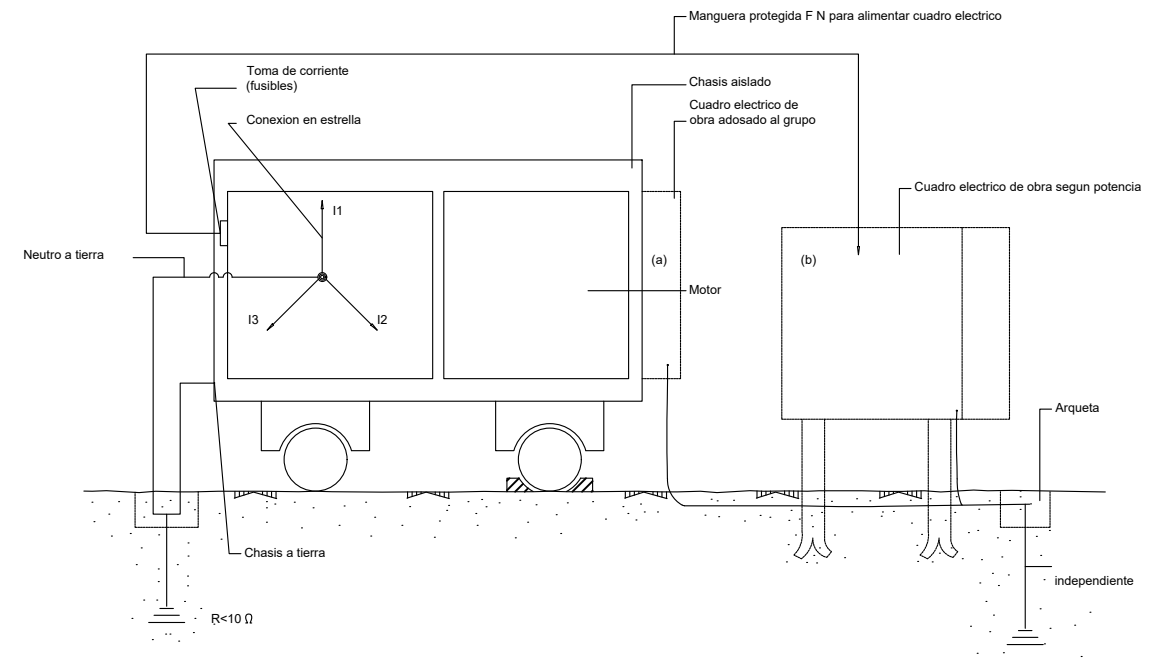 Manguera protegida F N para alimentar cuadro electrico
Toma de corriente
(fusibles)
Chasis aislado
Cuadro electrico de
obra adosado al grupo
Conexion en estrella
Cuadro electrico de obra segun potencia
I1
Neutro a tierra
(a)
(b)
Motor
I3
I2
Arqueta
Chasis a tierra
independiente
R<10 Ω